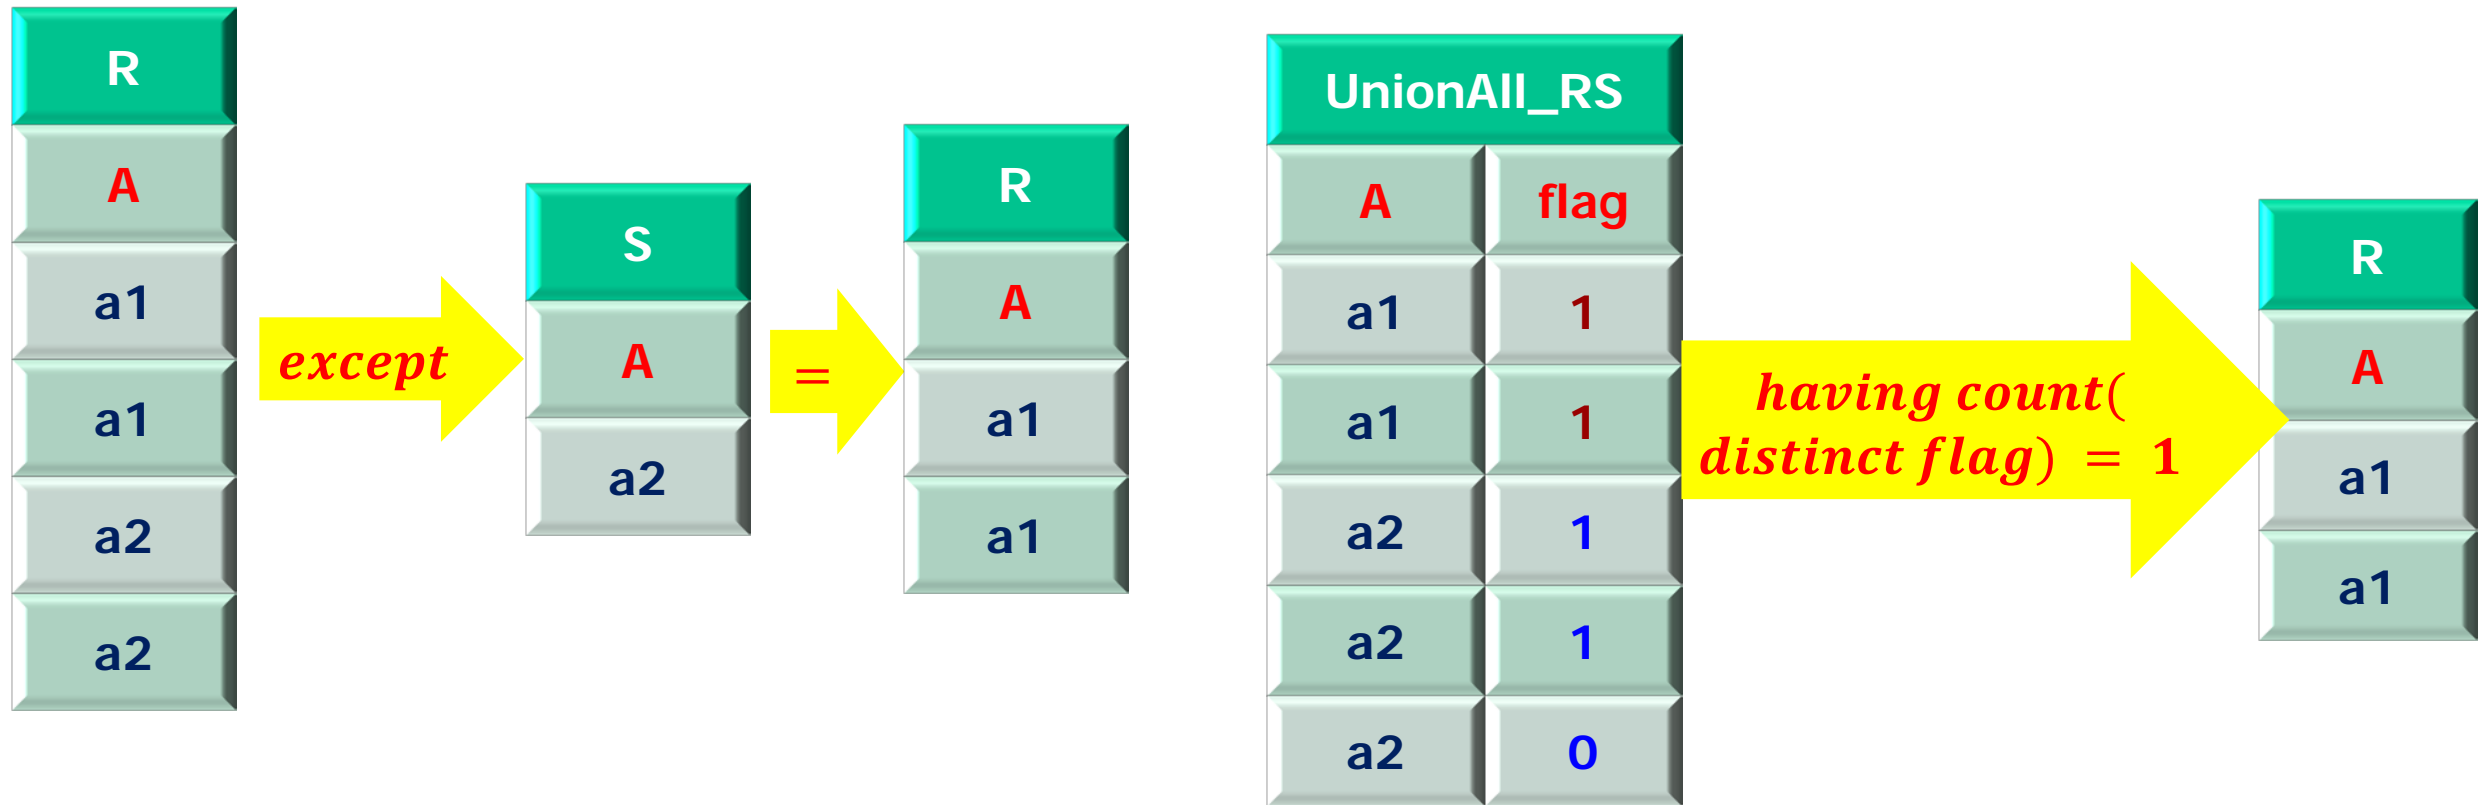 R
A
a1
a1
a2
a2
except
S
A
a2
=
R
A
a1
a1
UnionAll_RS
A flag
a1 1
a1 1
a2 1
a2 1
a2 0
having count(
distinct flag) = 1
R
A
a1
a1